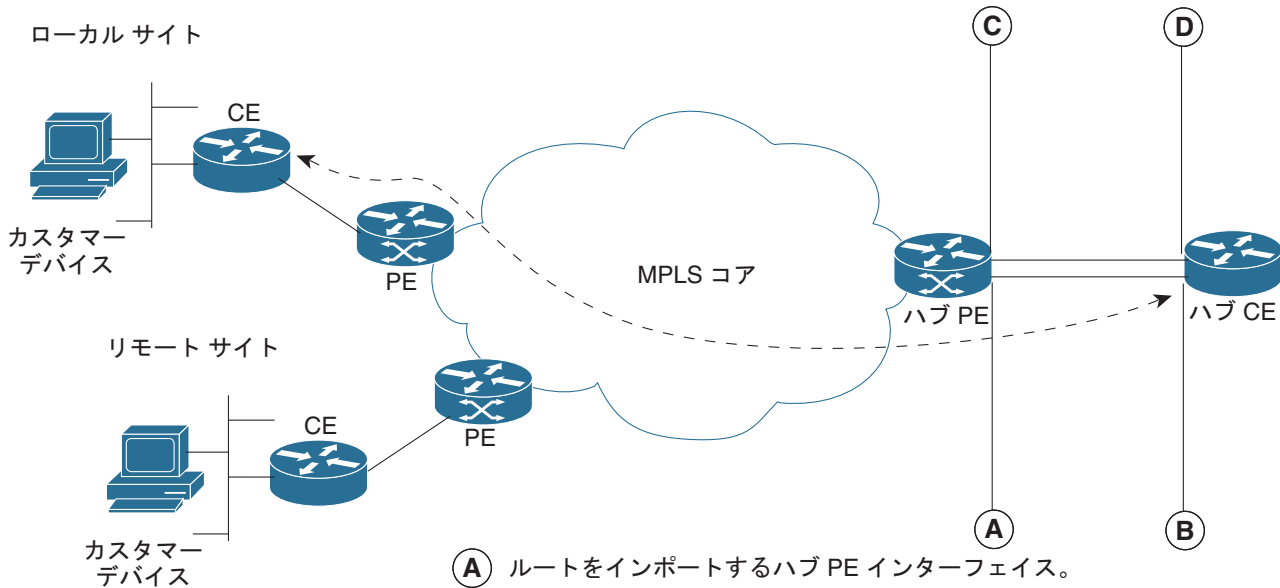 ローカル サイト
C
D
CE
カスタマー
デバイス
PE
MPLS コア
ハブ PE
ハブ CE
リモート サイト
CE
PE
カスタマー
デバイス
A
B
A ルートをインポートするハブ PE インターフェイス。